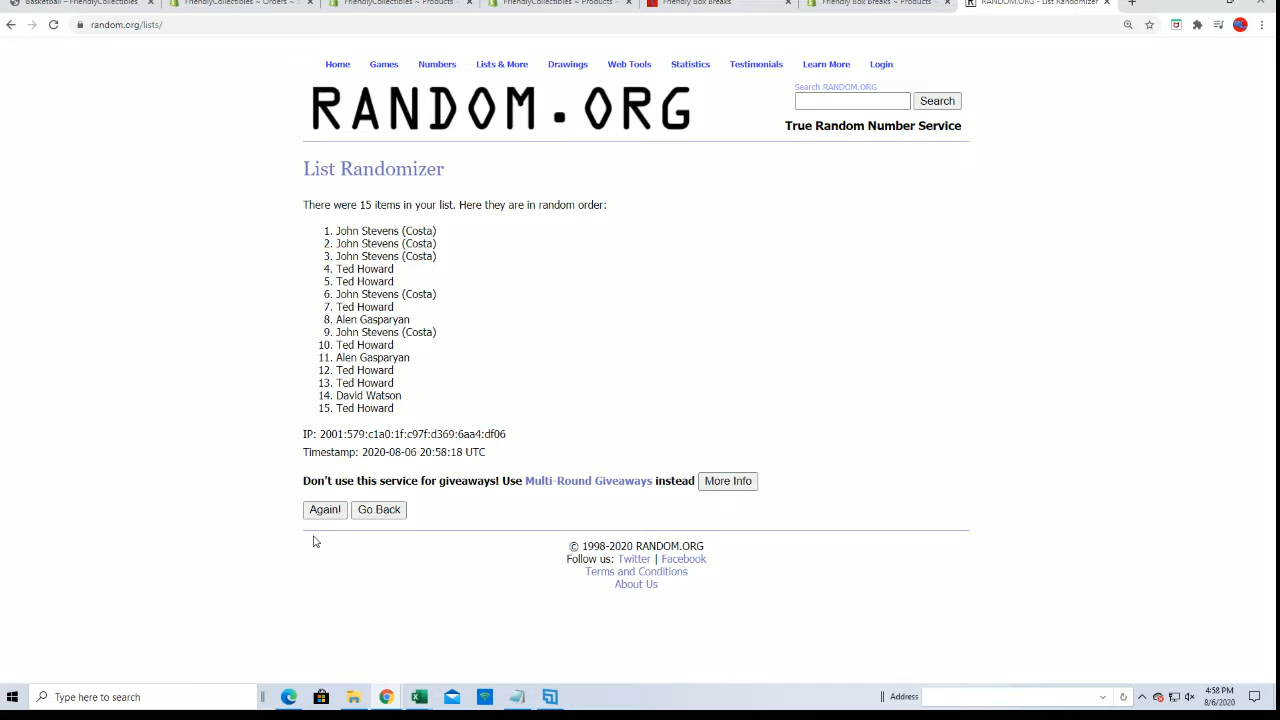 Basketball – FriendlyCollectibles
FriendlyCollectibles ~ Orders ~
FriendlyCollectibles ~ Products ~
FriendlyCollectibles ~ Products ~
Friendly Box Breaks
Friendly Box Breaks ~ Products ~
RANDOM.ORG - List Randomizer
random.org/lists/
Home Games Numbers Lists & More Drawings Web Tools Statistics Testimonials Learn More Login
RANDOM.ORG
Search RANDOM.ORG
Search
True Random Number Service
List Randomizer
There were 15 items in your list. Here they are in random order:
1. John Stevens (Costa)
2. John Stevens (Costa)
3. John Stevens (Costa)
4. Ted Howard
5. Ted Howard
6. John Stevens (Costa)
7. Ted Howard
8. Alen Gasparyan
9. John Stevens (Costa)
10. Ted Howard
11. Alen Gasparyan
12. Ted Howard
13. Ted Howard
14. David Watson
15. Ted Howard
IP: 2001:579:c1a0:1f:c97f:d369:6aa4:df06
Timestamp: 2020-08-06 20:58:18 UTC
Don't use this service for giveaways! Use Multi-Round Giveaways instead More Info
Again! Go Back
© 1998-2020 RANDOM.ORG
Follow us: Twitter | Facebook
Terms and Conditions
About Us
Type here to search
Address
4:58 PM
8/6/2020